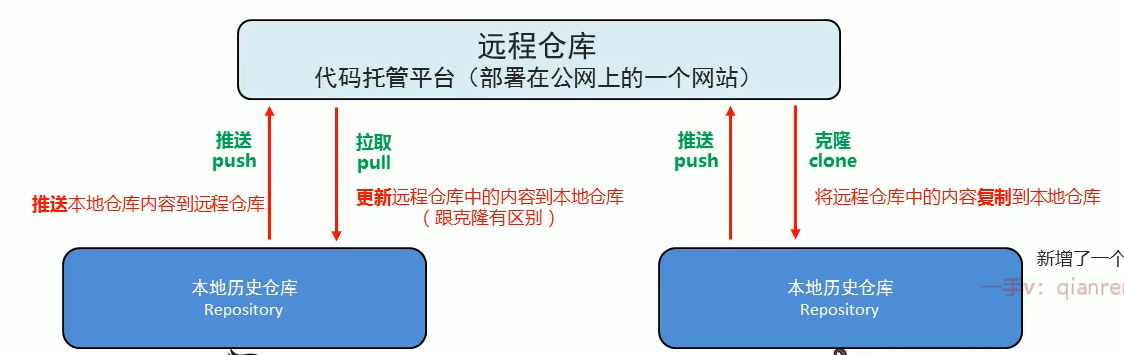 远程仓库
代码托管平台（部署在公网上的一个网站）
推送
push
拉取
pull
推送
push
克隆
clone
推送本地仓库内容到远程仓库
更新远程仓库中的内容到本地仓库
（跟克隆有区别）
将远程仓库中的内容复制到本地仓库
本地历史仓库
Repository
本地历史仓库
Repository
新增了一个
一手v：qianren